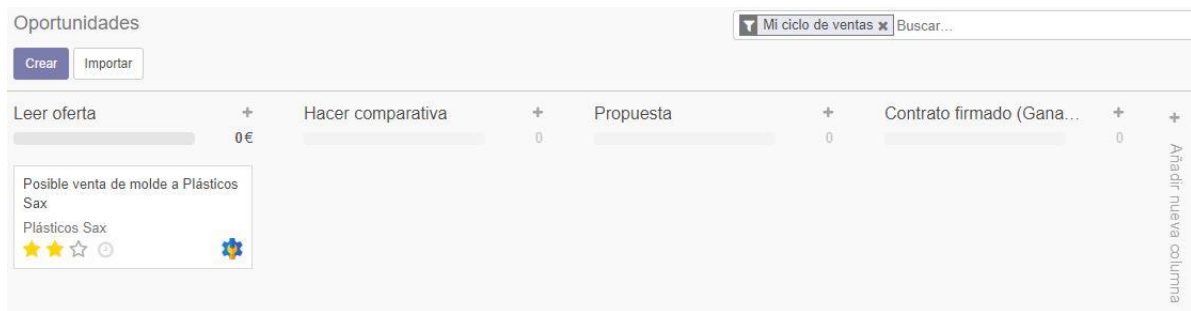 Oportunidades
Mi ciclo de ventas x Buscar...
Crear Importar
Leer oferta + Hacer comparativa + Propuesta + Contrato firmado (Gana... + +
0 € 0 0 0
Añadir nueva columna
Posible venta de molde a Plásticos
Sax
Plásticos Sax